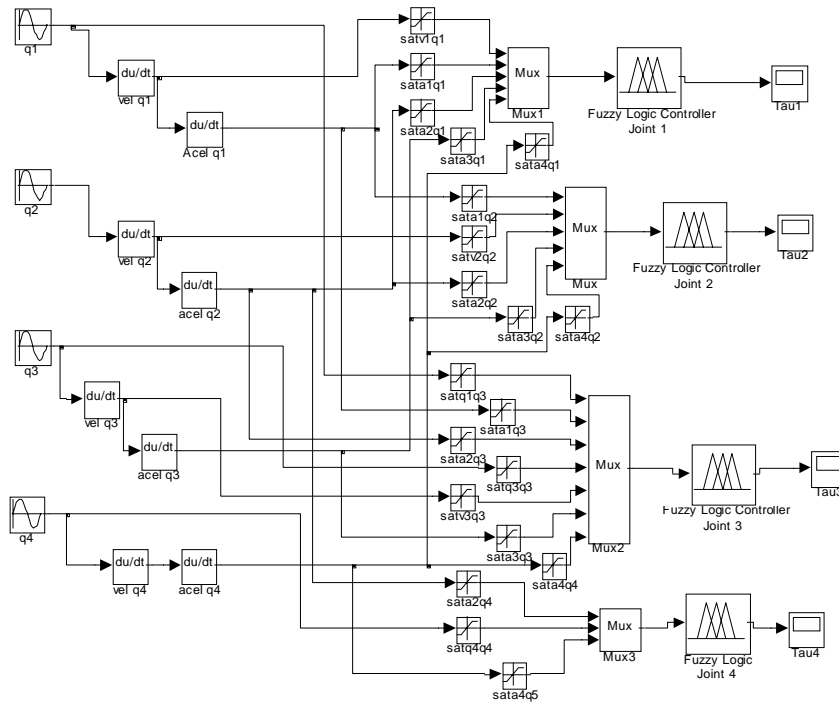 q1
du/dt
vel q1
du/dt
Acel q1
satv1q1
sata1q1
sata2q1
sata3q1
sata4q1
Mux
Mux1
Fuzzy Logic Controller
Joint 1
Tau1
q2
du/dt
vel q2
du/dt
acel q2
sata1q2
satv2q2
sata2q2
sata3q2
sata4q2
Mux
Mux
Fuzzy Logic Controller
Joint 2
Tau2
q3
du/dt
vel q3
du/dt
acel q3
satq1q3
sata1q3
sata2q3
satq3q3
satv3q3
sata3q3
sata4q3
Mux
Mux2
Fuzzy Logic Controller
Joint 3
Tau3
q4
du/dt
vel q4
du/dt
acel q4
sata2q4
satq4q4
sata4q5
Mux
Mux3
Fuzzy Logic
Joint 4
Tau4